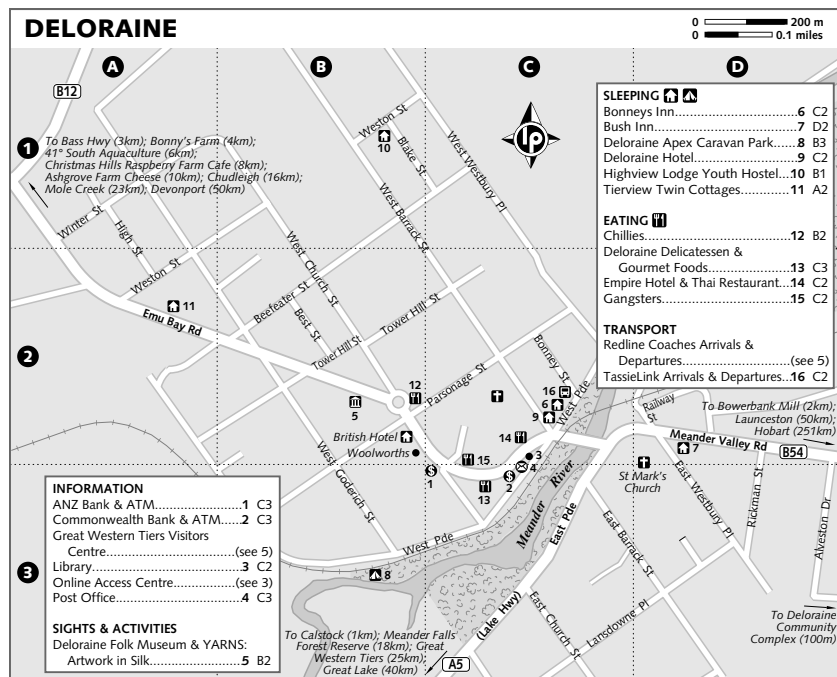 DELORAINE
0 200 m
0 0.1 miles
A
B
C
D
1
2
3
B12
To Bass Hwy (3km); Bonny's Farm (4km);
41° South Aquaculture (6km);
Christmas Hills Raspberry Farm Cafe (8km);
Ashgrove Farm Cheese (10km); Chudleigh (16km);
Mole Creek (23km); Devonport (50km)
Weston St
10
Blake St
West Westbury Pl
West Barrack St
lp
SLEEPING
Bonneys Inn 6 C2
Bush Inn 7 D2
Deloraine Apex Caravan Park 8 B3
Deloraine Hotel 9 C2
Highview Lodge Youth Hostel 10 B1
Tierview Twin Cottages 11 A2
EATING
Chillies 12 B2
Deloraine Delicatessen &
Gourmet Foods 13 C3
Empire Hotel & Thai Restaurant 14 C2
Gangsters 15 C2
TRANSPORT
Redline Coaches Arrivals &
Departures (see 5)
TassieLink Arrivals & Departures 16 C2
Winter St
High St
Weston St
11
Emu Bay Rd
West Church St
Beefeater St
Best St
Tower Hill St
Tower Hill St
12
5
Parsonage St
Bonney St
16
6
9
West Pde
British Hotel
Woolworths
14
3
4
15
1
2
13
West Goderich St
West Pde
Meander River
East Pde
(Lake Hwy)
Railway
St
To Bowerbank Mill (2km);
Launceston (50km);
Hobart (251km)
Meander Valley Rd
B54
7
St Mark's
Church
East Westbury Pl
Rickman St
Alveston Dr
East Barrack St
Lansdowne Pl
East Church St
To Deloraine
Community
Complex (100m)
8
To Calstock (1km); Meander Falls
Forest Reserve (18km); Great
Western Tiers (25km);
Great Lake (40km)
A5
INFORMATION
ANZ Bank & ATM 1 C3
Commonwealth Bank & ATM 2 C3
Great Western Tiers Visitors
Centre (see 5)
Library 3 C2
Online Access Centre (see 3)
Post Office 4 C3
SIGHTS & ACTIVITIES
Deloraine Folk Museum & YARNS:
Artwork in Silk 5 B2